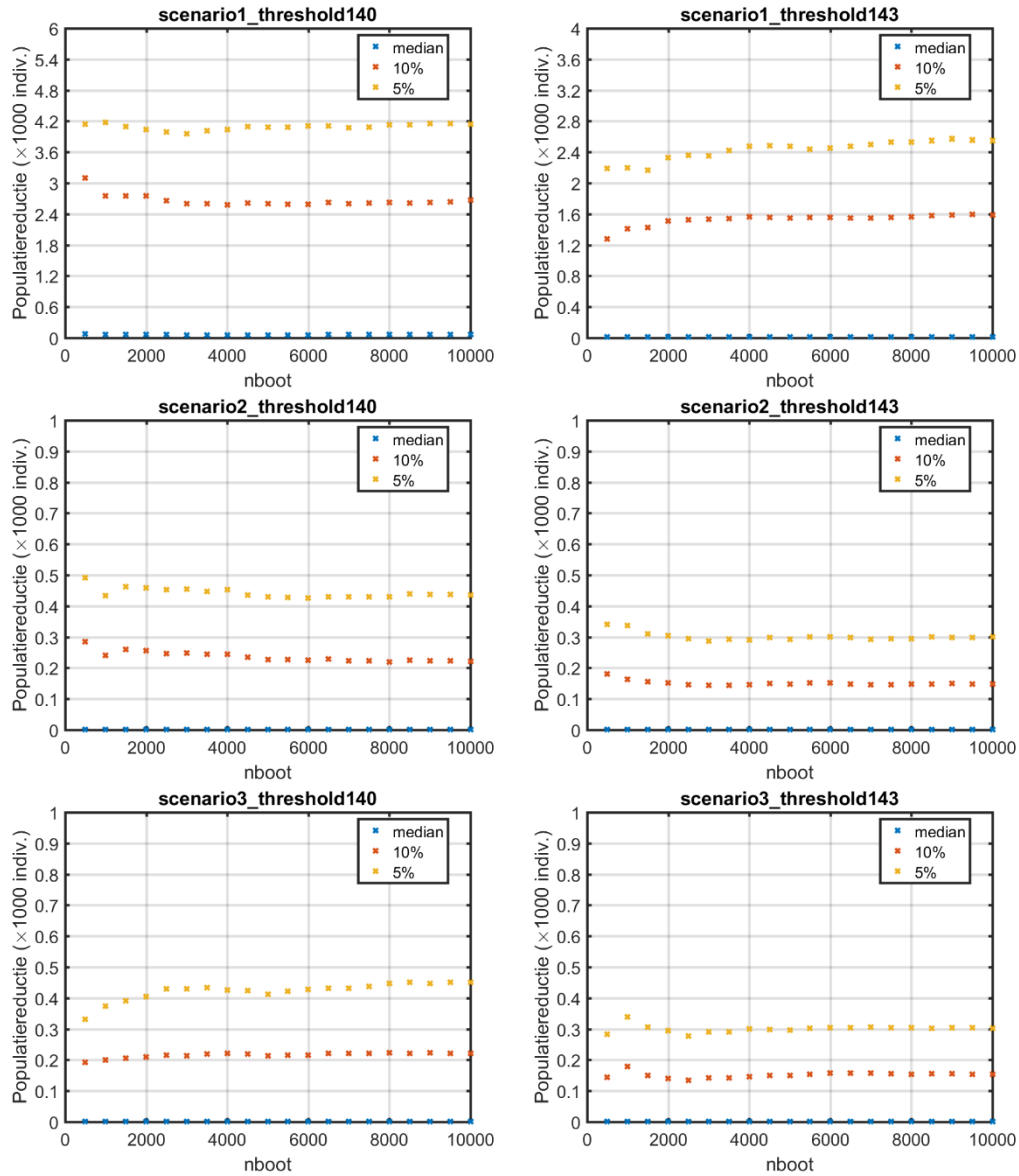 scenario1_threshold140
Populatiereductie (×1000 indiv.)
6
5.4
4.8
4.2
3.6
3
2.4
1.8
1.2
0.6
0
median
10%
5%
0 2000 4000 6000 8000 10000
nboot
scenario1_threshold143
Populatiereductie (×1000 indiv.)
4
3.6
3.2
2.8
2.4
2
1.6
1.2
0.8
0.4
0
median
10%
5%
0 2000 4000 6000 8000 10000
nboot
scenario2_threshold140
Populatiereductie (×1000 indiv.)
1
0.9
0.8
0.7
0.6
0.5
0.4
0.3
0.2
0.1
0
median
10%
5%
0 2000 4000 6000 8000 10000
nboot
scenario2_threshold143
Populatiereductie (×1000 indiv.)
1
0.9
0.8
0.7
0.6
0.5
0.4
0.3
0.2
0.1
0
median
10%
5%
0 2000 4000 6000 8000 10000
nboot
scenario3_threshold140
Populatiereductie (×1000 indiv.)
1
0.9
0.8
0.7
0.6
0.5
0.4
0.3
0.2
0.1
0
median
10%
5%
0 2000 4000 6000 8000 10000
nboot
scenario3_threshold143
Populatiereductie (×1000 indiv.)
1
0.9
0.8
0.7
0.6
0.5
0.4
0.3
0.2
0.1
0
median
10%
5%
0 2000 4000 6000 8000 10000
nboot